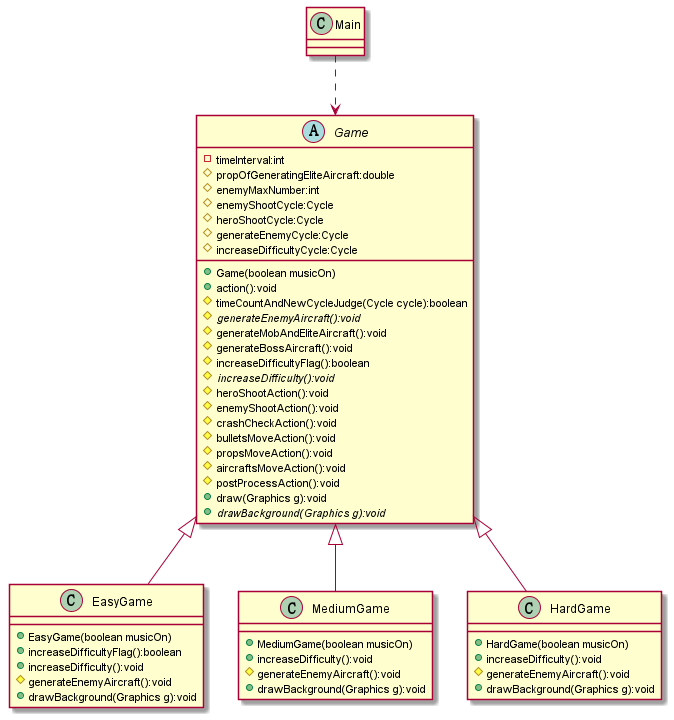 C Main
A Game
timeInterval:int
propOfGeneratingEliteAircraft:double
enemyMaxNumber:int
enemyShootCycle:Cycle
heroShootCycle:Cycle
generateEnemyCycle:Cycle
increaseDifficultyCycle:Cycle
Game(boolean musicOn)
action():void
timeCountAndNewCycleJudge(Cycle cycle):boolean
generateEnemyAircraft():void
generateMobAndEliteAircraft():void
generateBossAircraft():void
increaseDifficultyFlag():boolean
increaseDifficulty():void
heroShootAction():void
enemyShootAction():void
crashCheckAction():void
bulletsMoveAction():void
propsMoveAction():void
aircraftsMoveAction():void
postProcessAction():void
draw(Graphics g):void
drawBackground(Graphics g):void
C EasyGame
EasyGame(boolean musicOn)
increaseDifficultyFlag():boolean
increaseDifficulty():void
generateEnemyAircraft():void
drawBackground(Graphics g):void
C MediumGame
MediumGame(boolean musicOn)
increaseDifficulty():void
generateEnemyAircraft():void
drawBackground(Graphics g):void
C HardGame
HardGame(boolean musicOn)
increaseDifficulty():void
generateEnemyAircraft():void
drawBackground(Graphics g):void